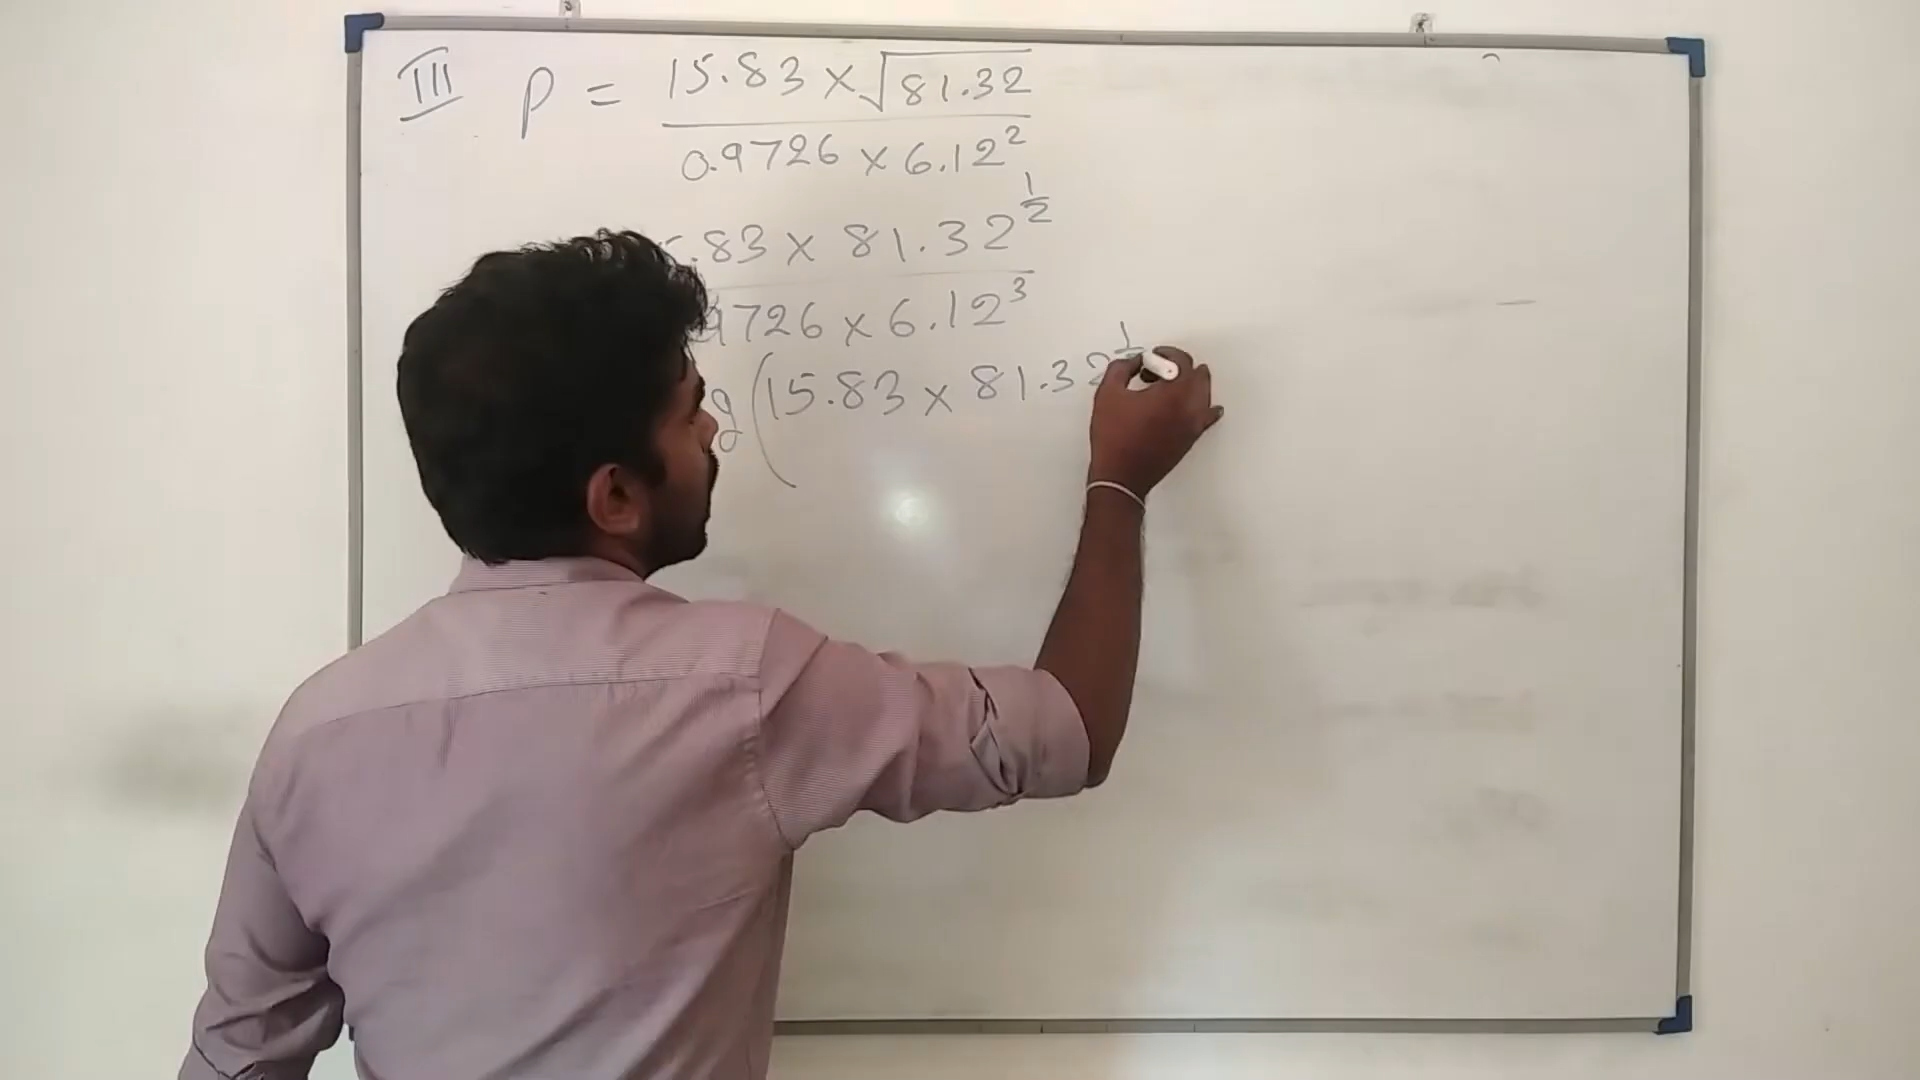 III P = 15.83 × √81.32
0.9726 × 6.12²
.83 × 81.32^1/2
9726 × 6.12³
g(15.83 × 81.32^1